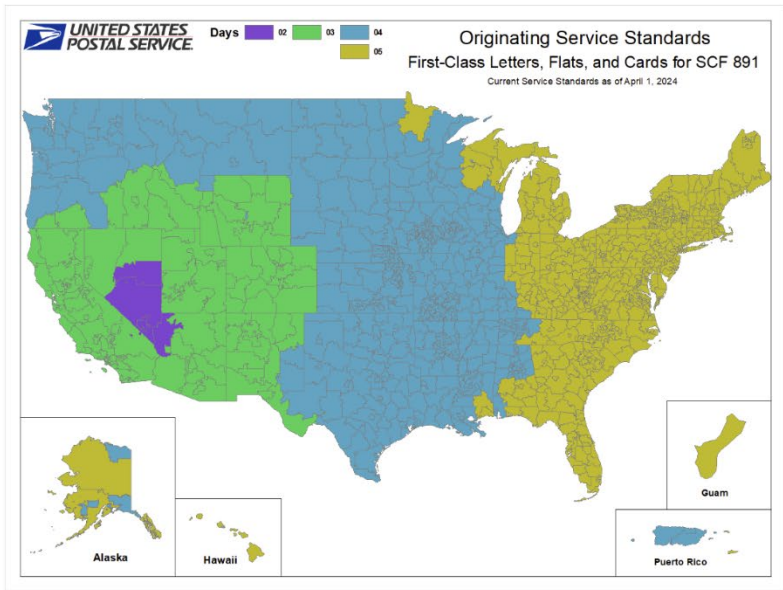 UNITED STATES
POSTAL SERVICE.
Days 02 03 04
05
Originating Service Standards
First-Class Letters, Flats, and Cards for SCF 891
Current Service Standards as of April 1, 2024
Guam
Alaska
Hawaii
Puerto Rico